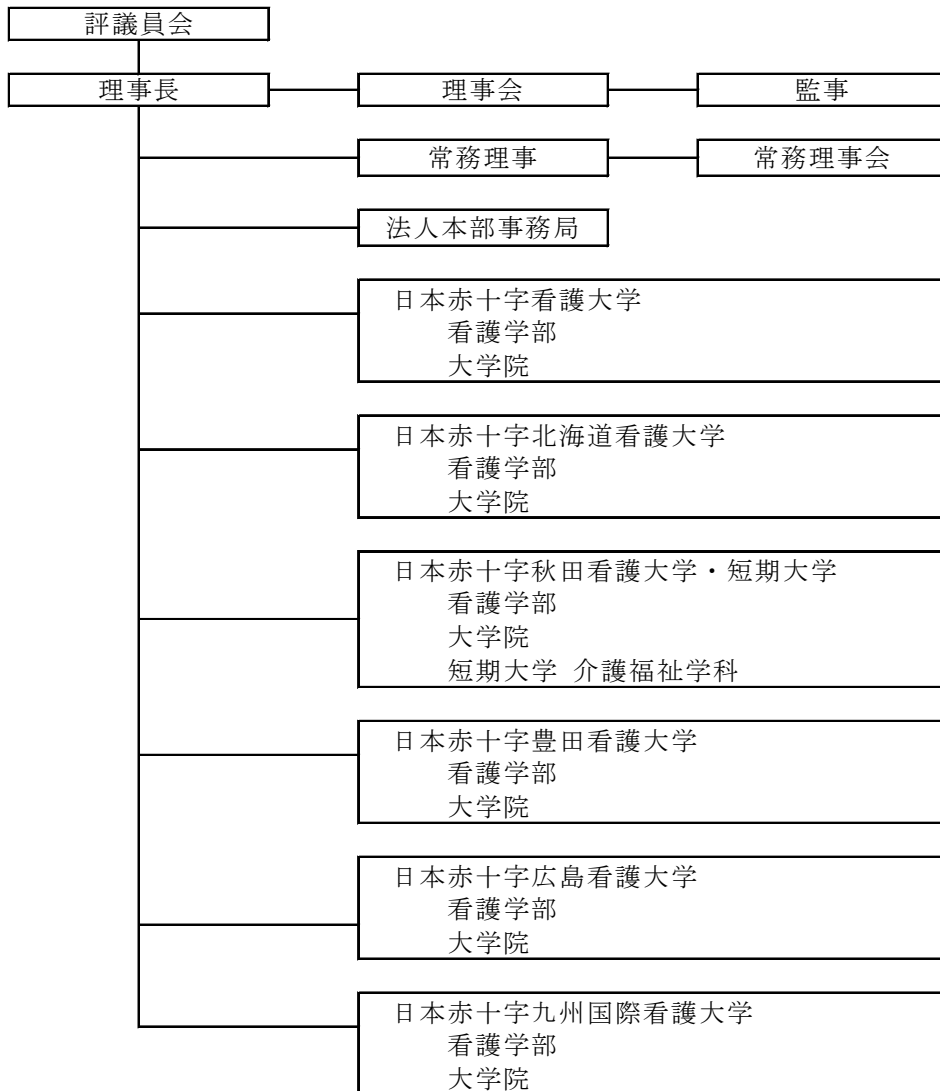 評議員会
理事長 理事会 監事
常務理事 常務理事会
法人本部事務局
日本赤十字看護大学
看護学部
大学院
日本赤十字北海道看護大学
看護学部
大学院
日本赤十字秋田看護大学・短期大学
看護学部
大学院
短期大学 介護福祉学科
日本赤十字豊田看護大学
看護学部
大学院
日本赤十字広島看護大学
看護学部
大学院
日本赤十字九州国際看護大学
看護学部
大学院